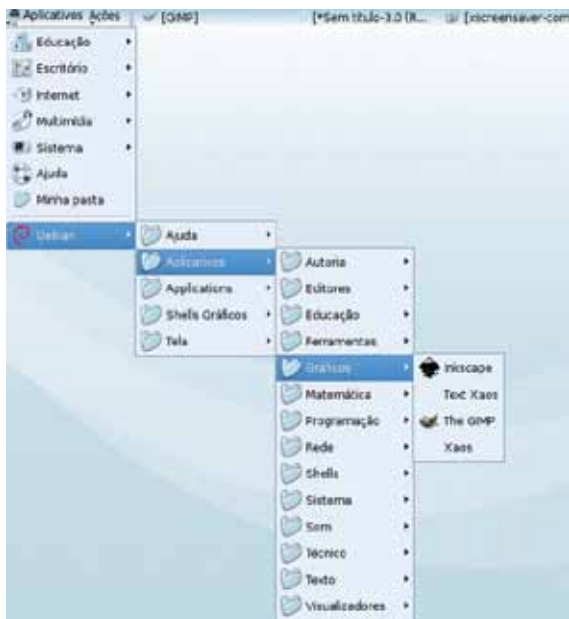 Aplicativos Ações
[GIMP]
[*Sem título-3.0 (R...
[xscreensaver-com
Educação
Escritório
Internet
Multimídia
Sistema
Ajuda
Minha pasta
Debian
Ajuda
Aplicativos
Applications
Shells Gráficos
Tela
Autoria
Editores
Educação
Ferramentas
Gráficos
Matemática
Programação
Rede
Shells
Sistema
Som
Técnico
Texto
Visualizadores
Inkscape
Text Xaos
The GIMP
Xaos